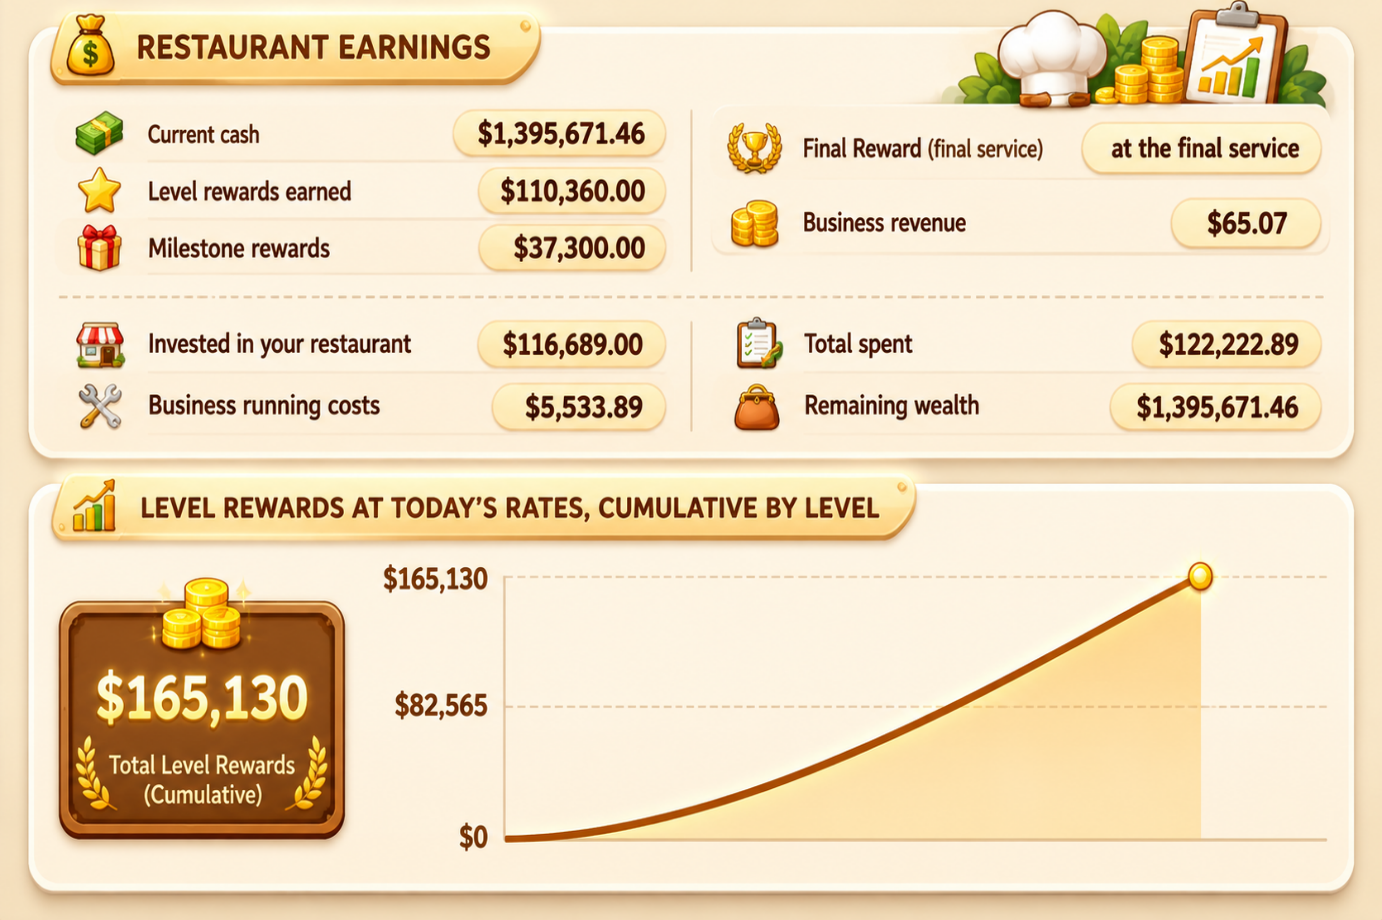 RESTAURANT EARNINGS
Current cash
$1,395,671.46
Level rewards earned
$110,360.00
Milestone rewards
$37,300.00
Final Reward (final service)
at the final service
Business revenue
$65.07
Invested in your restaurant
$116,689.00
Business running costs
$5,533.89
Total spent
$122,222.89
Remaining wealth
$1,395,671.46
LEVEL REWARDS AT TODAY'S RATES, CUMULATIVE BY LEVEL
$165,130
Total Level Rewards
(Cumulative)
$165,130
$82,565
$0